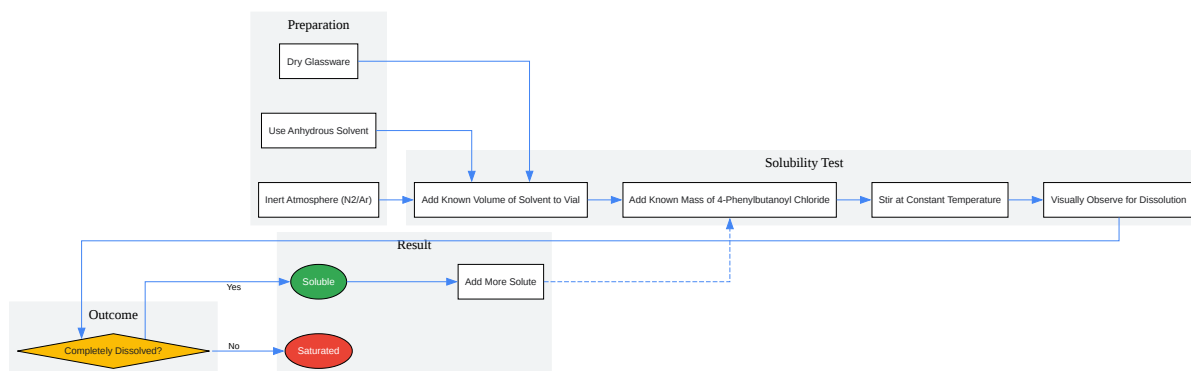 Preparation
Dry Glassware
Use Anhydrous Solvent
Inert Atmosphere (N2/Ar)
Solubility Test
Add Known Volume of Solvent to Vial
Add Known Mass of 4-Phenylbutanoyl Chloride
Stir at Constant Temperature
Visually Observe for Dissolution
Result
Soluble
Add More Solute
Yes
Outcome
Completely Dissolved?
No
Saturated